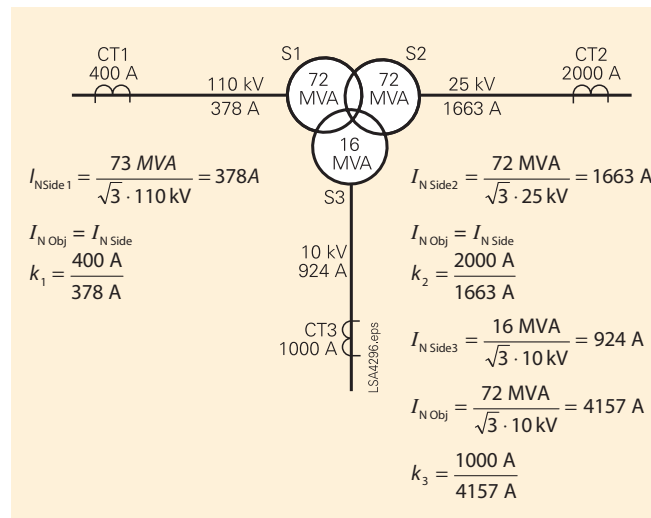 CT1
400 A
110 kV
378 A
S1
72
MVA
S2
72
MVA
25 kV
1663 A
CT2
2000 A
16
MVA
S3
I_NSide1 = 73 MVA / √3 · 110 kV = 378A
I_N Obj = I_N Side
k_1 = 400 A / 378 A
10 kV
924 A
CT3
1000 A
LSA4296.eps
I_N Side2 = 72 MVA / √3 · 25 kV = 1663 A
I_N Obj = I_N Side
k_2 = 2000 A / 1663 A
I_N Side3 = 16 MVA / √3 · 10 kV = 924 A
I_N Obj = 72 MVA / √3 · 10 kV = 4157 A
k_3 = 1000 A / 4157 A